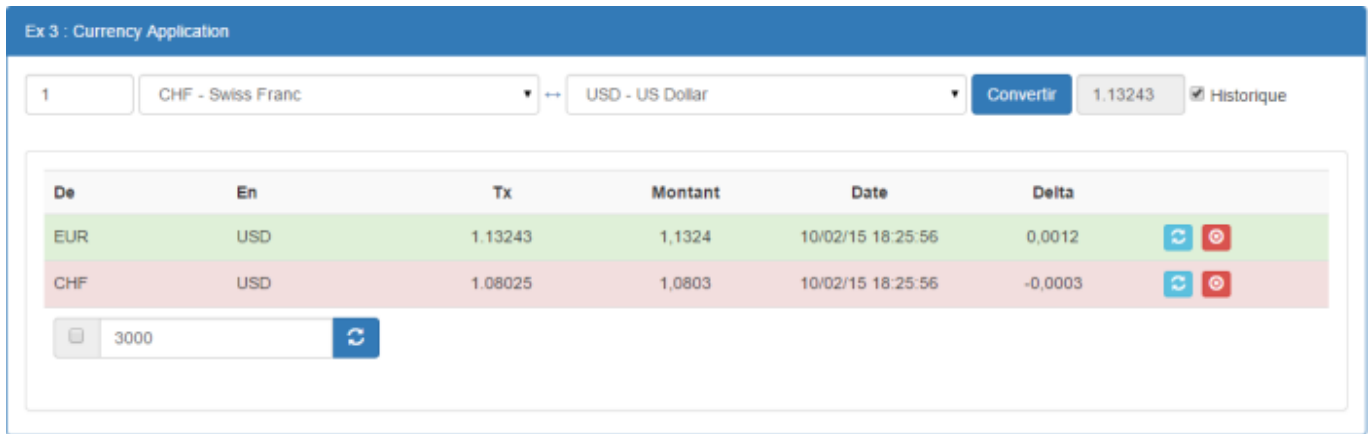 Ex 3 : Currency Application
1 CHF - Swiss Franc ↔ USD - US Dollar Convertir 1.13243 Historique
De En Tx Montant Date Delta
EUR USD 1.13243 1,1324 10/02/15 18:25:56 0,0012
CHF USD 1.08025 1,0803 10/02/15 18:25:56 -0,0003
3000